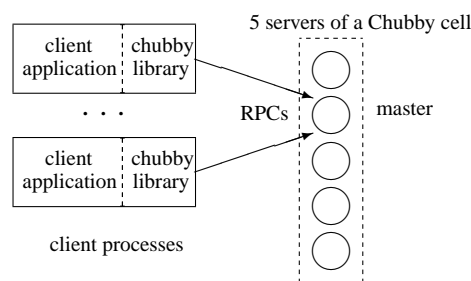 5 servers of a Chubby cell
client
application
chubby
library
RPCs
master
. . .
client
application
chubby
library
client processes